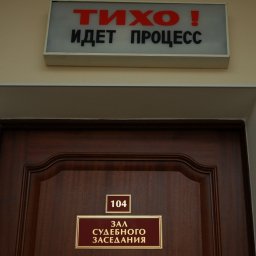 ТИХО !
ИДЕТ ПРОЦЕСС
104
ЗАЛ
СУДЕБНОГО
ЗАСЕДАНИЯ